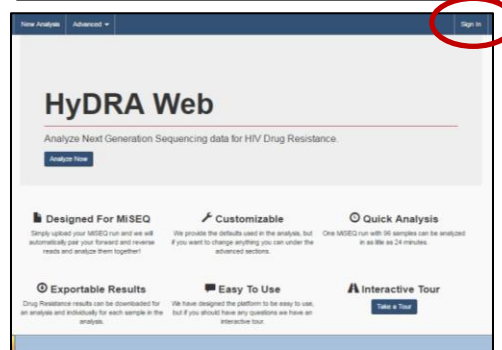 New Analysis Advanced Sign In
HyDRA Web
Analyze Next Generation Sequencing data for HIV Drug Resistance.
Analyze Now
Designed For MiSEQ
Simply upload your MiSEQ run and we will
automatically pair your forward and reverse
reads and analyze them together!
Customizable
We provide the defaults used in the analysis, but
if you want to change anything you can under the
advanced sections.
Quick Analysis
One MiSEQ run with 96 samples can be analyzed
in as little as 24 minutes.
Exportable Results
Drug Resistance results can be downloaded for
an analysis and individually for each sample in the
analysis.
Easy To Use
We have designed the platform to be easy to use,
but if you should have any questions we have an
interactive tour.
Interactive Tour
Take a Tour